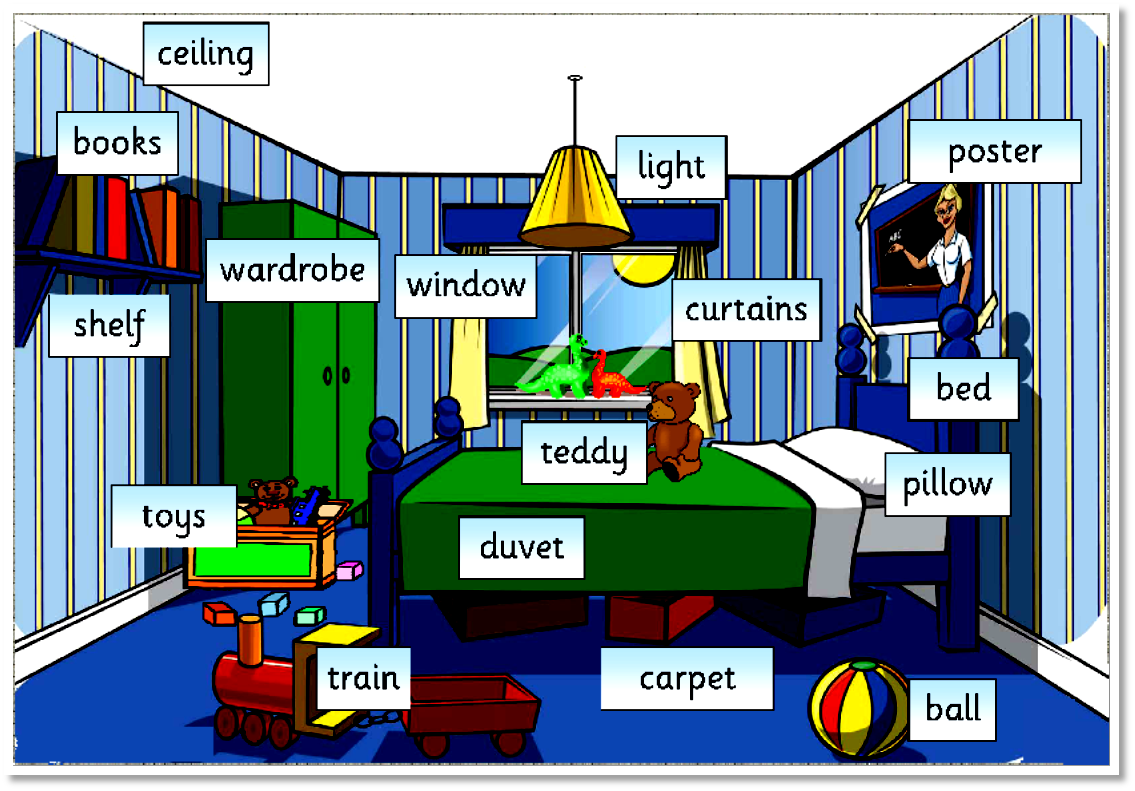 ceiling
books
light
poster
wardrobe
window
curtains
shelf
bed
teddy
pillow
toys
duvet
train
carpet
ball